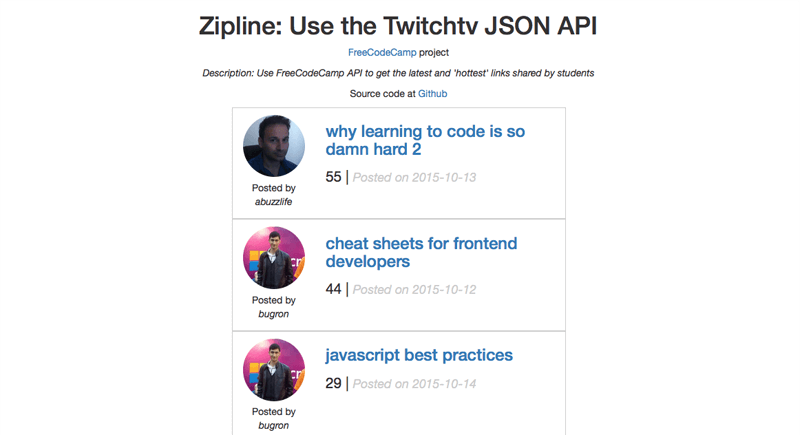 Zipline: Use the Twitchtv JSON API
FreeCodeCamp project
Description: Use FreeCodeCamp API to get the latest and 'hottest' links shared by students
Source code at Github
why learning to code is so
damn hard 2
55 | Posted on 2015-10-13
Posted by
abuzzlife
cheat sheets for frontend
developers
44 | Posted on 2015-10-12
Posted by
bugron
javascript best practices
29 | Posted on 2015-10-14
Posted by
bugron